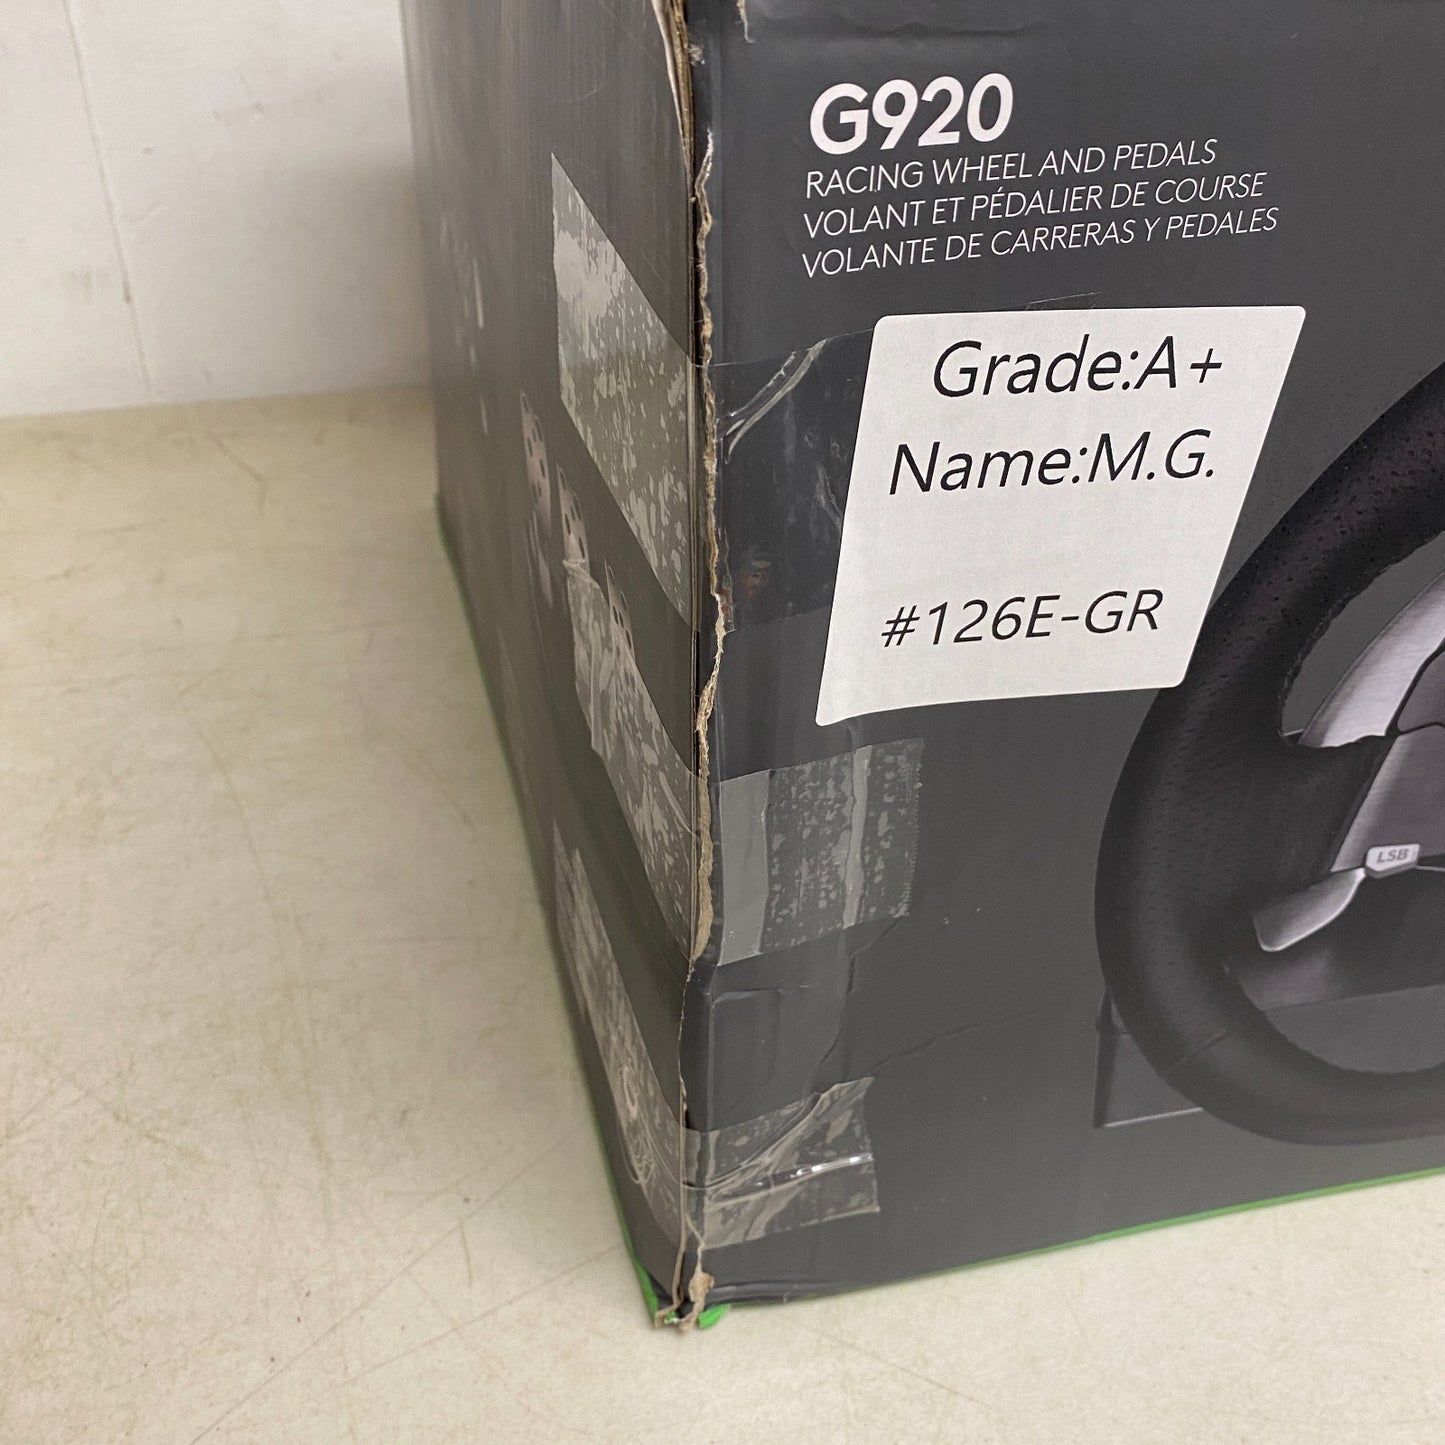 G920
RACING WHEEL AND PEDALS
VOLANT ET PÉDALIER DE COURSE
VOLANTE DE CARRERAS Y PEDALES
Grade:A+
Name:M.G.
#126E-GR
LSB